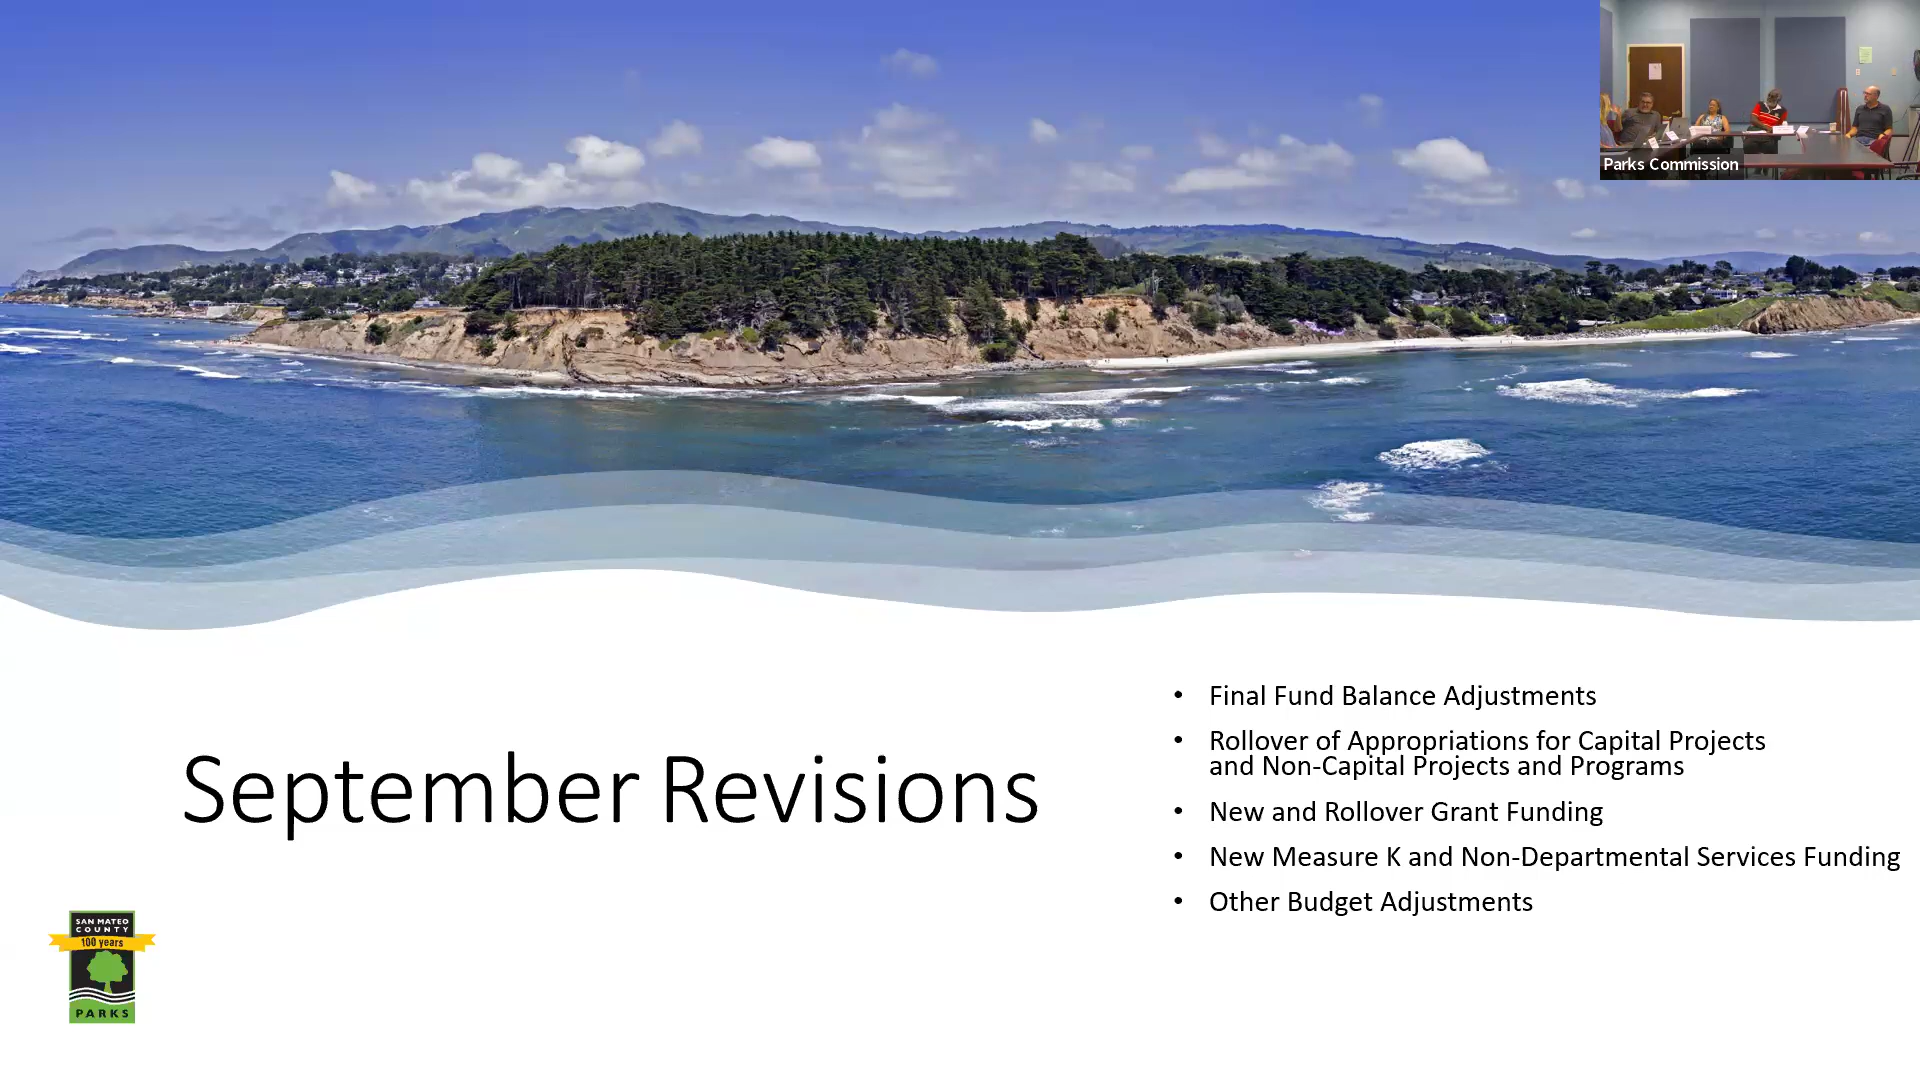 Parks Commission
September Revisions
• Final Fund Balance Adjustments
• Rollover of Appropriations for Capital Projects
and Non-Capital Projects and Programs
• New and Rollover Grant Funding
• New Measure K and Non-Departmental Services Funding
• Other Budget Adjustments
SAN MATEO
COUNTY
100 years
PARKS